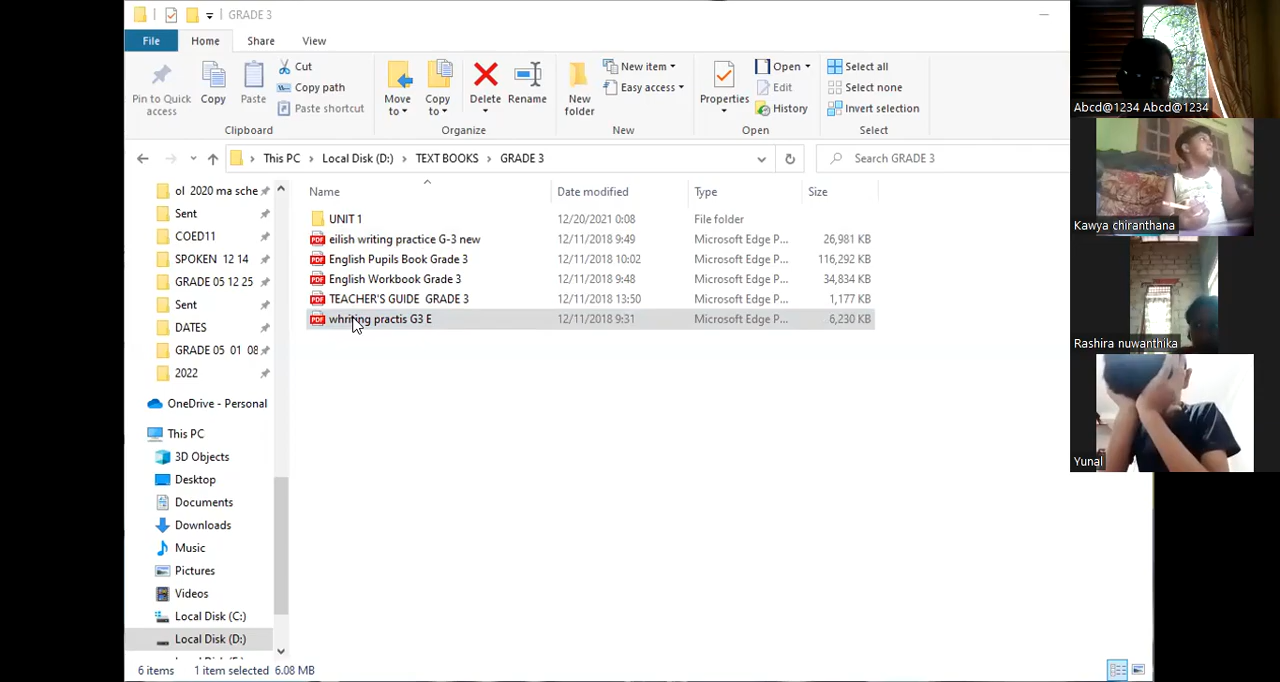 GRADE 3
File Home Share View
Pin to Quick access
Copy
Paste
Cut
Copy path
Paste shortcut
Clipboard
Move to
Copy to
Delete
Rename
Organize
New folder
New item
Easy access
New
Properties
Open
Edit
History
Open
Select all
Select none
Invert selection
Select
This PC > Local Disk (D:) > TEXT BOOKS > GRADE 3
Search GRADE 3
ol 2020 ma sche
Sent
COED11
SPOKEN 12 14
GRADE 05 12 25
Sent
DATES
GRADE 05 01 08
2022
OneDrive - Personal
This PC
3D Objects
Desktop
Documents
Downloads
Music
Pictures
Videos
Local Disk (C:)
Local Disk (D:)
Name Date modified Type Size
UNIT 1 12/20/2021 0:08 File folder
eilish writing practice G-3 new 12/11/2018 9:49 Microsoft Edge P... 26,981 KB
English Pupils Book Grade 3 12/11/2018 10:02 Microsoft Edge P... 116,292 KB
English Workbook Grade 3 12/11/2018 9:48 Microsoft Edge P... 34,834 KB
TEACHER'S GUIDE GRADE 3 12/11/2018 13:50 Microsoft Edge P... 1,177 KB
whriting practis G3 E 12/11/2018 9:31 Microsoft Edge P... 6,230 KB
6 items 1 item selected 6.08 MB
Abcd@1234 Abcd@1234
Kawya chiranthana
Rashira nuwanthika
Yunal